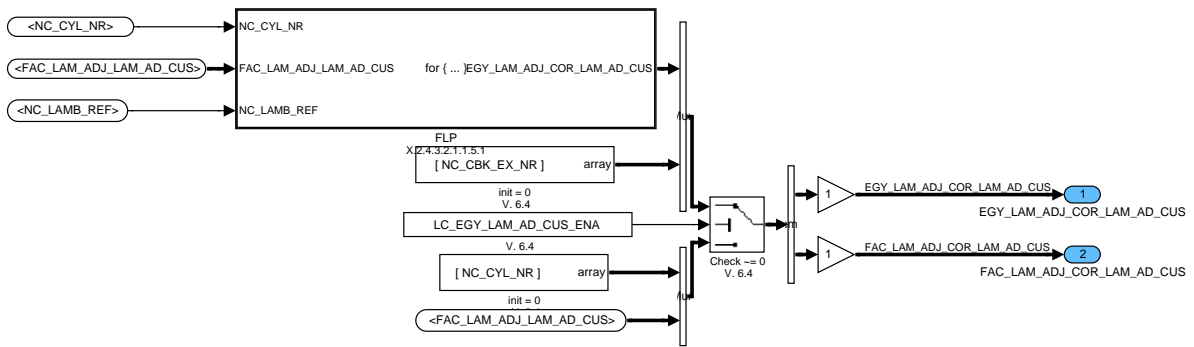 <NC_CYL_NR>
NC_CYL_NR
<FAC_LAM_ADJ_LAM_AD_CUS>
FAC_LAM_ADJ_LAM_AD_CUS
for { ... }
EGY_LAM_ADJ_COR_LAM_AD_CUS
<NC_LAMB_REF>
NC_LAMB_REF
FLP
X.2.4.3.2.1.1.5.1
[ NC_CBK_EX_NR ]
array
init = 0
V. 6.4
LC_EGY_LAM_AD_CUS_ENA
V. 6.4
[ NC_CYL_NR ]
array
init = 0
<FAC_LAM_ADJ_LAM_AD_CUS>
Check ~= 0
V. 6.4
1
EGY_LAM_ADJ_COR_LAM_AD_CUS
1
EGY_LAM_ADJ_COR_LAM_AD_CUS
1
FAC_LAM_ADJ_COR_LAM_AD_CUS
2
FAC_LAM_ADJ_COR_LAM_AD_CUS